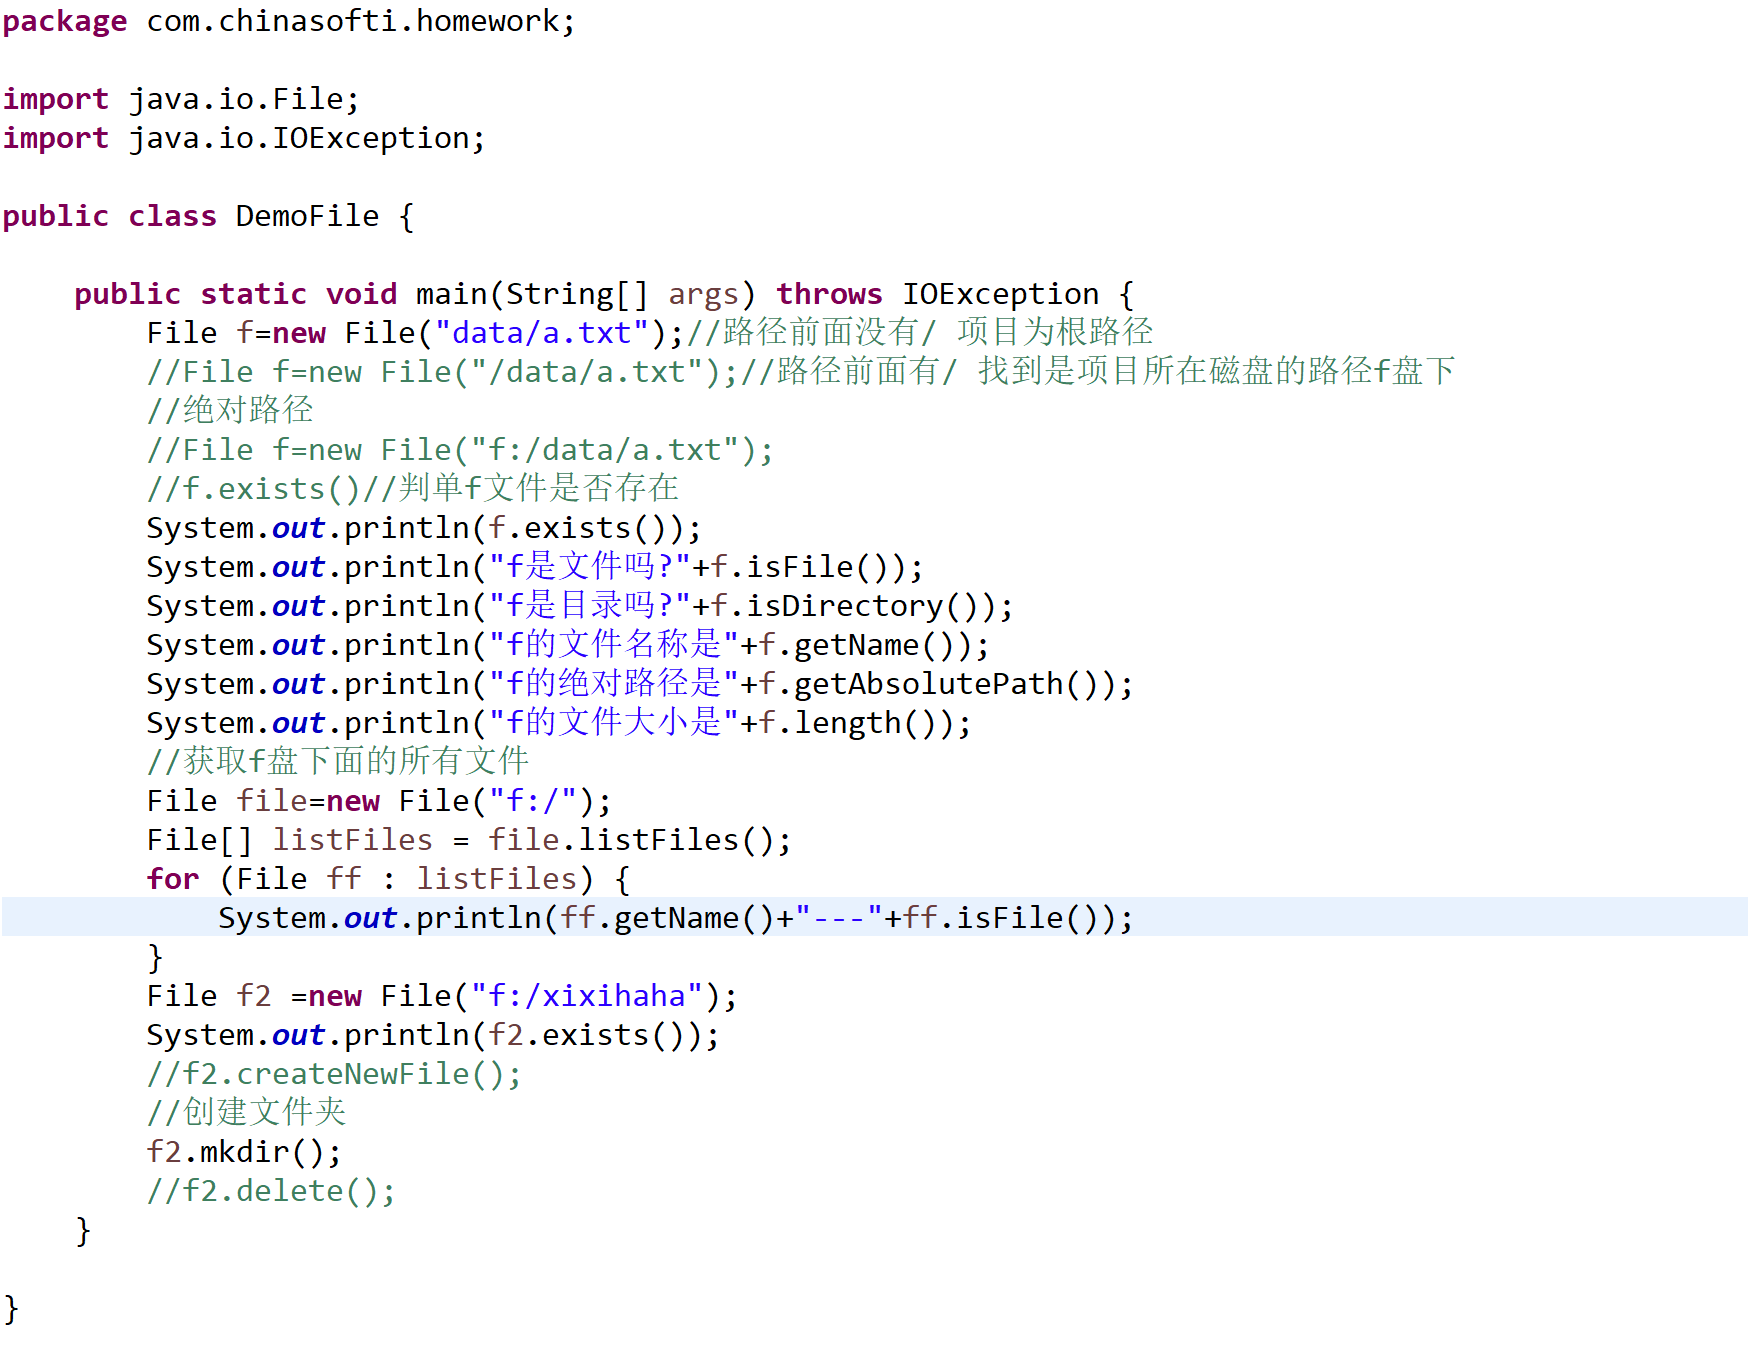 package com.chinasofti.homework;
import java.io.File;
import java.io.IOException;
public class DemoFile {
public static void main(String[] args) throws IOException {
File f=new File("data/a.txt");//路径前面没有/ 项目为根路径
//File f=new File("/data/a.txt");//路径前面有/ 找到是项目所在磁盘的路径f盘下
//绝对路径
//File f=new File("f:/data/a.txt");
//f.exists()//判单f文件是否存在
System.out.println(f.exists());
System.out.println("f是文件吗?"+f.isFile());
System.out.println("f是目录吗?"+f.isDirectory());
System.out.println("f的文件名称是"+f.getName());
System.out.println("f的绝对路径是"+f.getAbsolutePath());
System.out.println("f的文件大小是"+f.length());
//获取f盘下面的所有文件
File file=new File("f:/");
File[] listFiles = file.listFiles();
for (File ff : listFiles) {
System.out.println(ff.getName()+"---"+ff.isFile());
}
File f2 =new File("f:/xixihaha");
System.out.println(f2.exists());
//f2.createNewFile();
//创建文件夹
f2.mkdir();
//f2.delete();
}
}